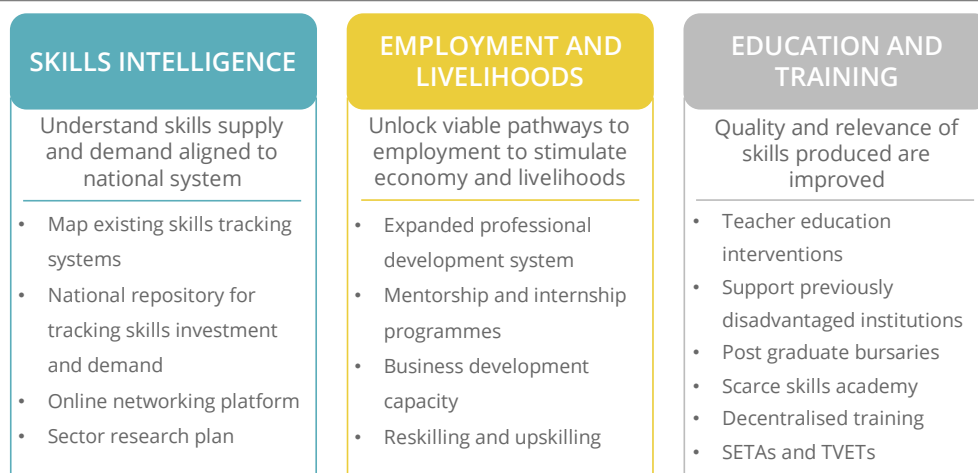 SKILLS INTELLIGENCE
Understand skills supply
and demand aligned to
national system
• Map existing skills tracking
systems
• National repository for
tracking skills investment
and demand
• Online networking platform
• Sector research plan
EMPLOYMENT AND
LIVELIHOODS
Unlock viable pathways to
employment to stimulate
economy and livelihoods
• Expanded professional
development system
• Mentorship and internship
programmes
• Business development
capacity
• Reskilling and upskilling
EDUCATION AND
TRAINING
Quality and relevance of
skills produced are
improved
• Teacher education
interventions
• Support previously
disadvantaged institutions
• Post graduate bursaries
• Scarce skills academy
• Decentralised training
• SETAs and TVETs